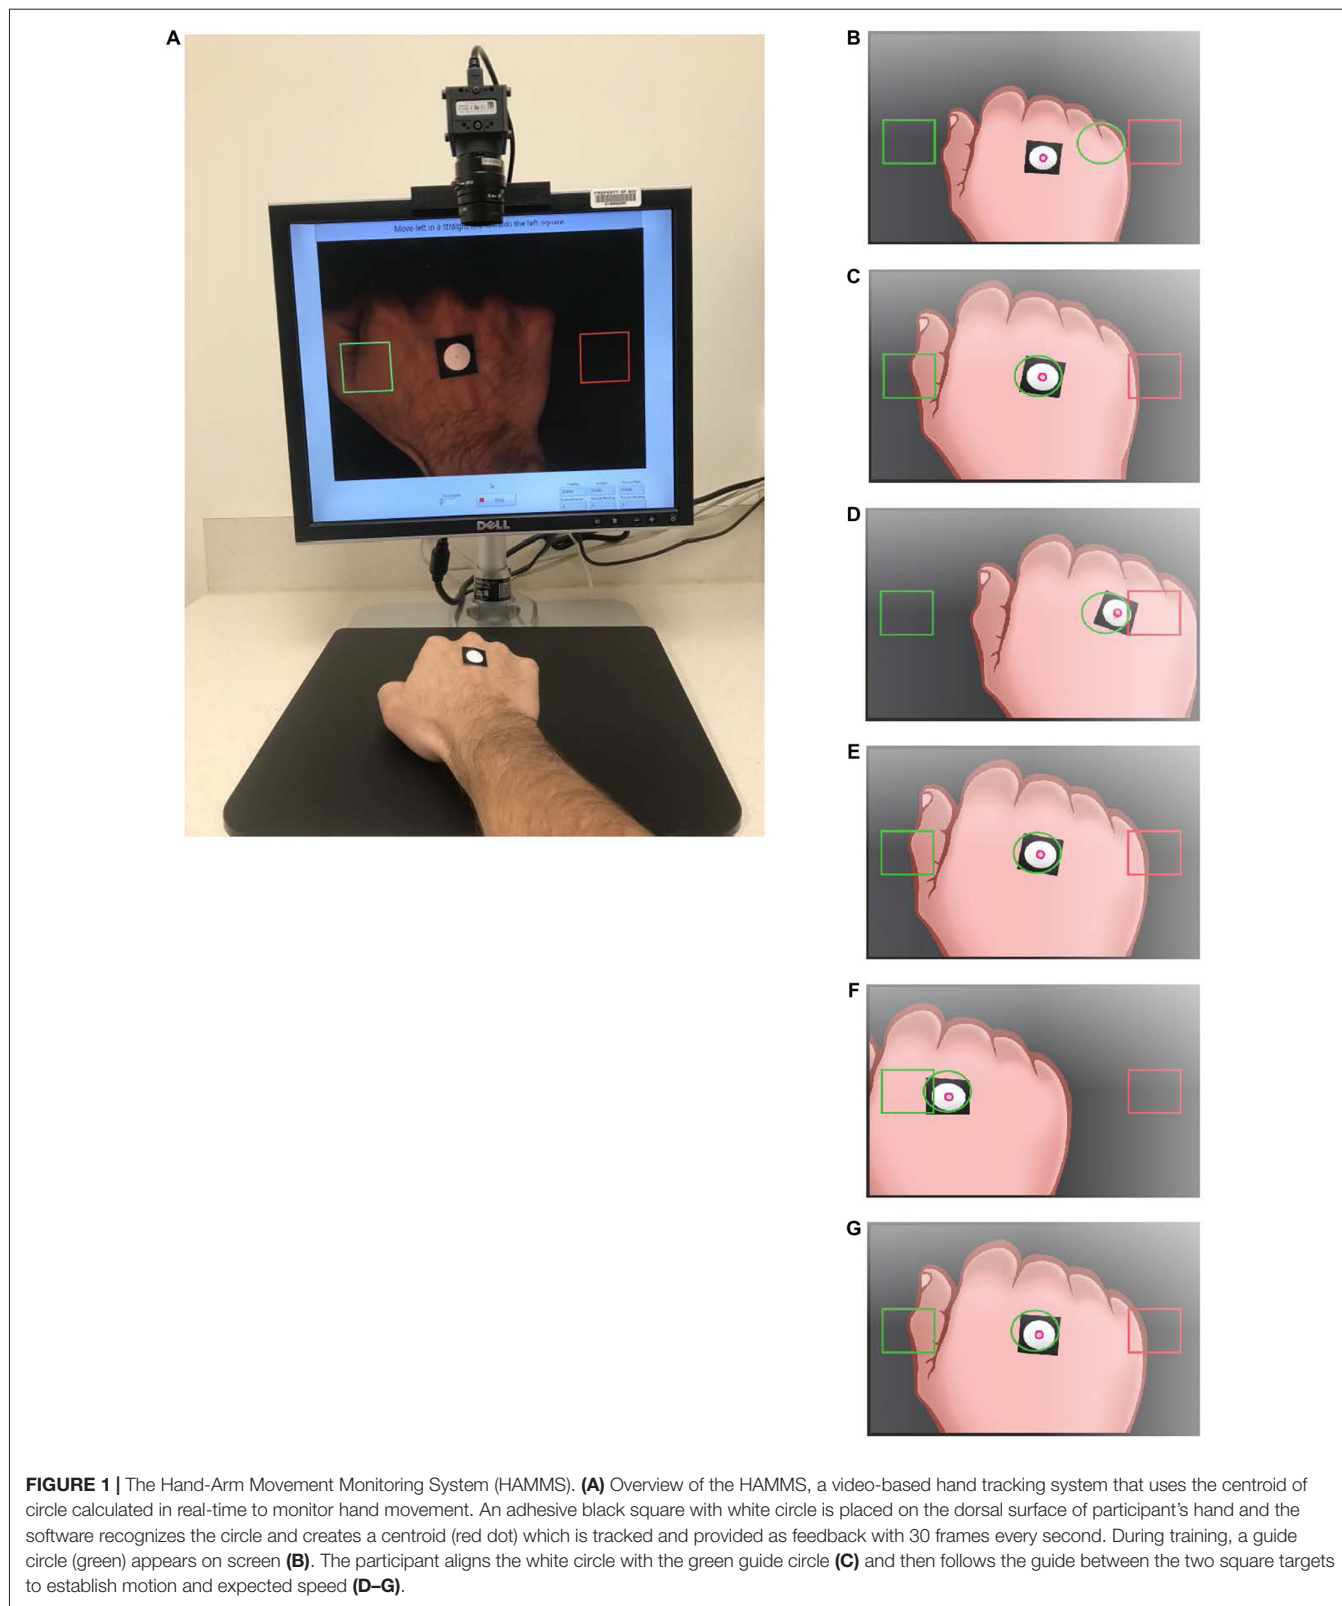 A
B
PROPERTY OF NIH
Move left in a straight line towards the left square
C
D
DELL
E
F
G
FIGURE 1 | The Hand-Arm Movement Monitoring System (HAMMS). (A) Overview of the HAMMS, a video-based hand tracking system that uses the centroid of
circle calculated in real-time to monitor hand movement. An adhesive black square with white circle is placed on the dorsal surface of participant's hand and the
software recognizes the circle and creates a centroid (red dot) which is tracked and provided as feedback with 30 frames every second. During training, a guide
circle (green) appears on screen (B). The participant aligns the white circle with the green guide circle (C) and then follows the guide between the two square targets
to establish motion and expected speed (D–G).